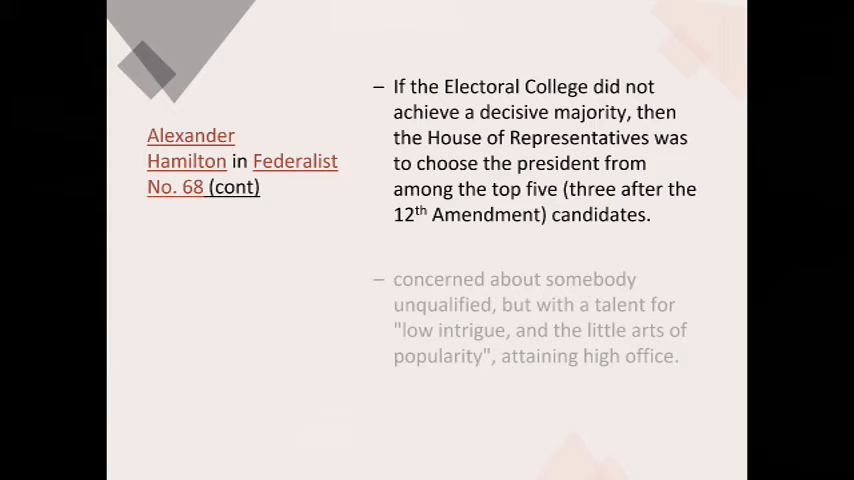 Alexander
Hamilton in Federalist
No. 68 (cont)
– If the Electoral College did not
achieve a decisive majority, then
the House of Representatives was
to choose the president from
among the top five (three after the
12th Amendment) candidates.
– concerned about somebody
unqualified, but with a talent for
"low intrigue, and the little arts of
popularity", attaining high office.